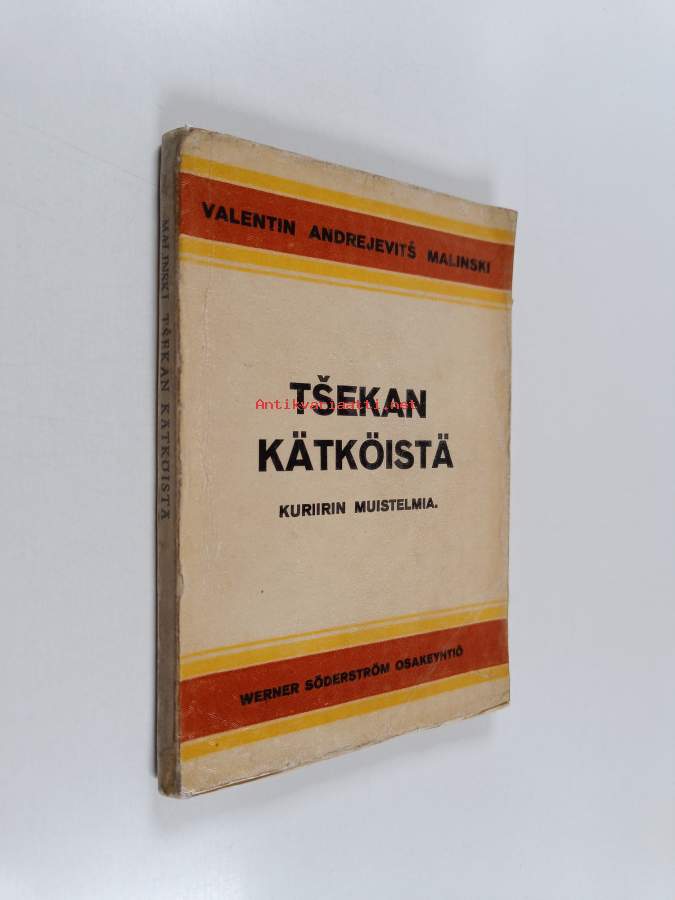 VALENTIN ANDREJEVITŠ MALINSKI
TŠEKAN
Antikvariaatti.net
KÄTKÖISTÄ
KURIIRIN MUISTELMIA.
WERNER SÖDERSTRÖM OSAKEYHTIÖ
MALINSKI TŠEKAN KÄTKÖISTÄ